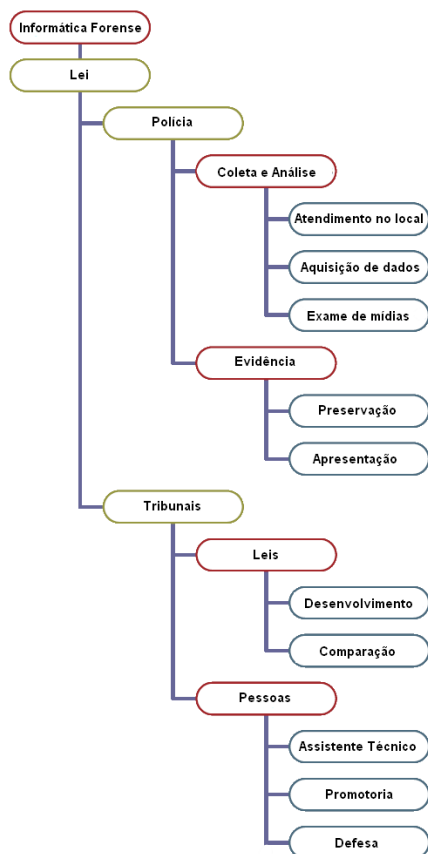 Informática Forense
Lei
Polícia
Coleta e Análise
Atendimento no local
Aquisição de dados
Exame de mídias
Evidência
Preservação
Apresentação
Tribunais
Leis
Desenvolvimento
Comparação
Pessoas
Assistente Técnico
Promotoria
Defesa